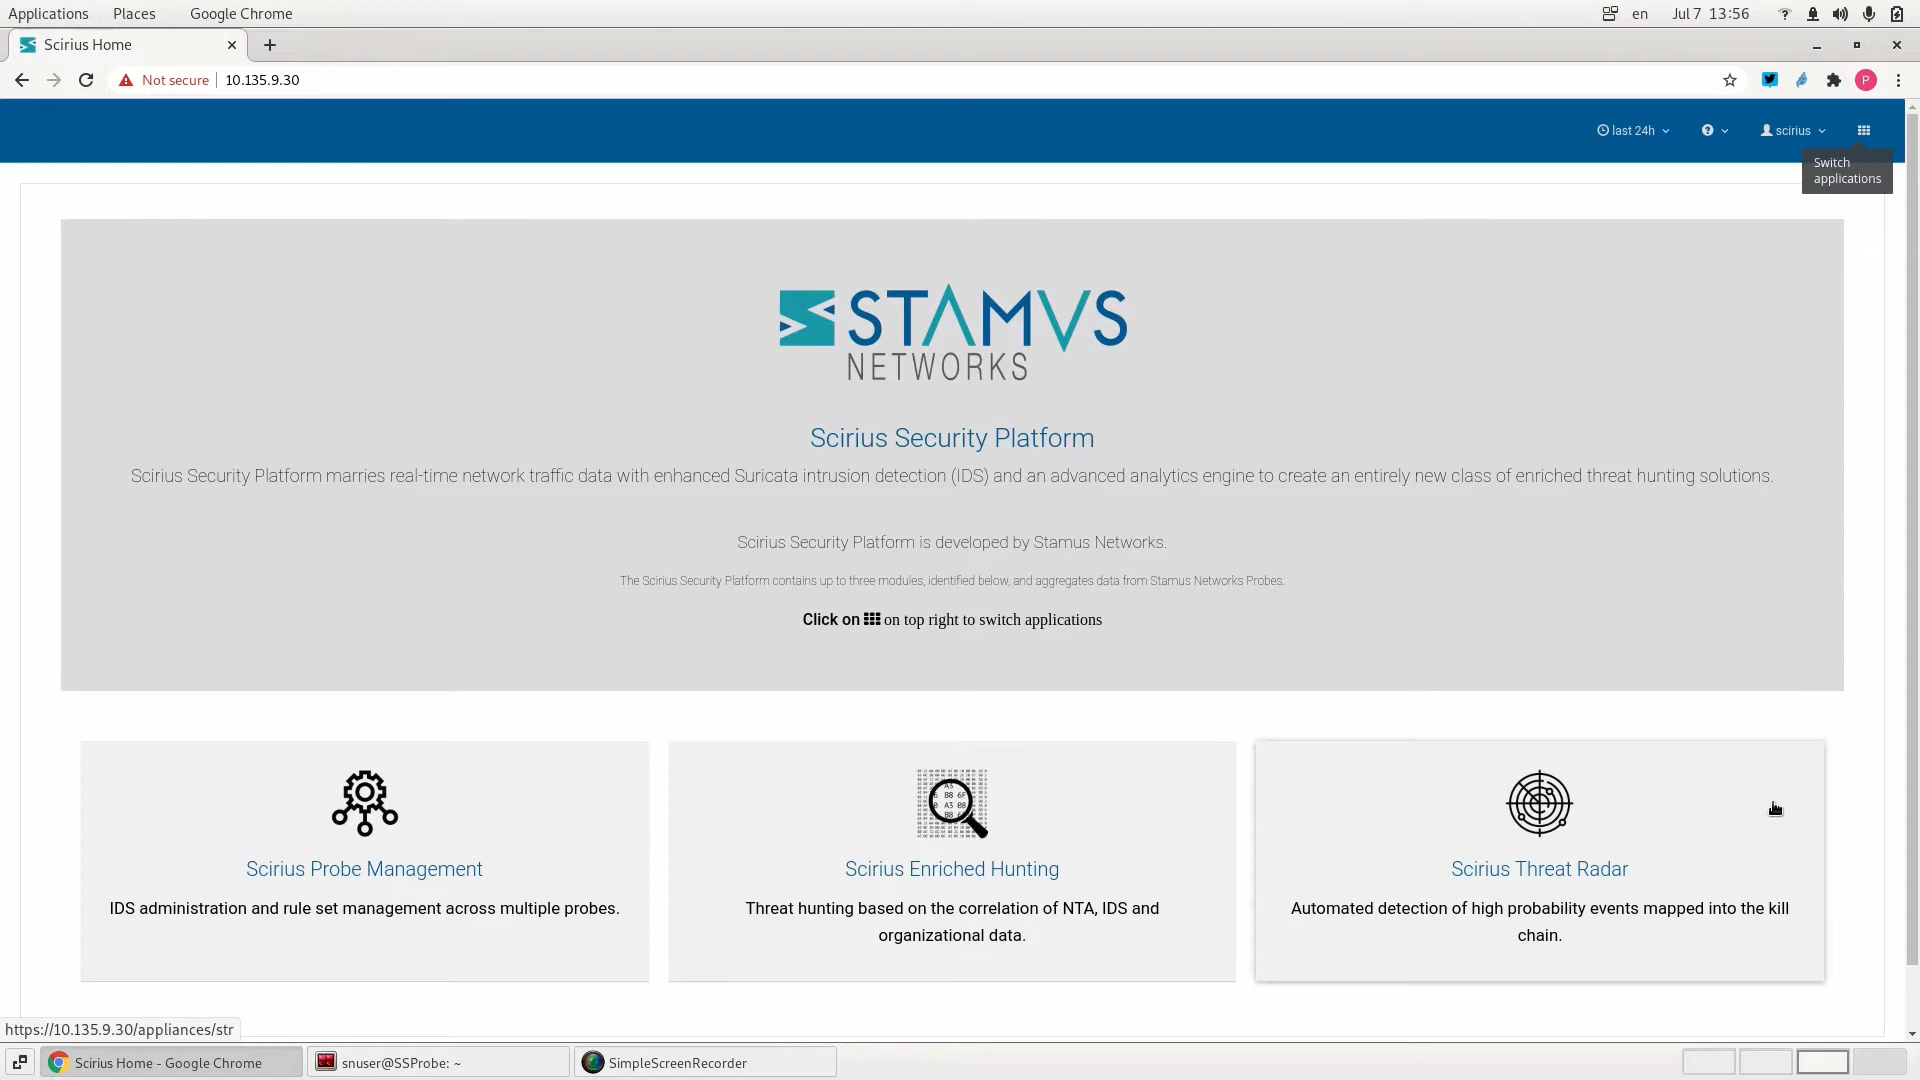 Applications Places Google Chrome en Jul 7 13:56
Scirius Home
Not secure 10.135.9.30 P
last 24h scirius
Switch
applications
STAMVS
NETWORKS
Scirius Security Platform
Scirius Security Platform marries real-time network traffic data with enhanced Suricata intrusion detection (IDS) and an advanced analytics engine to create an entirely new class of enriched threat hunting solutions.
Scirius Security Platform is developed by Stamus Networks.
The Scirius Security Platform contains up to three modules, identified below, and aggregates data from Stamus Networks Probes.
Click on on top right to switch applications
Scirius Probe Management
IDS administration and rule set management across multiple probes.
Scirius Enriched Hunting
Threat hunting based on the correlation of NTA, IDS and
organizational data.
Scirius Threat Radar
Automated detection of high probability events mapped into the kill
chain.
https://10.135.9.30/appliances/str
Scirius Home - Google Chrome snuser@SSProbe: ~ SimpleScreenRecorder